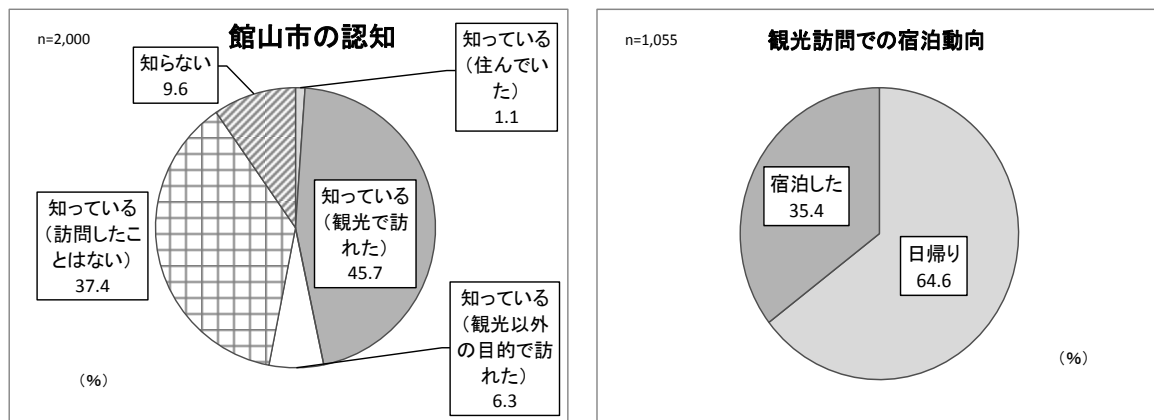 n=2,000
館山市の認知
知っている
（住んでい
た）
1.1
知らない
9.6
知っている
（観光で訪
れた）
45.7
知っている
（訪問したこ
とはない）
37.4
知っている
（観光以外
の目的で訪
れた）
6.3
（%）
n=1,055
観光訪問での宿泊動向
宿泊した
35.4
日帰り
64.6
（%）